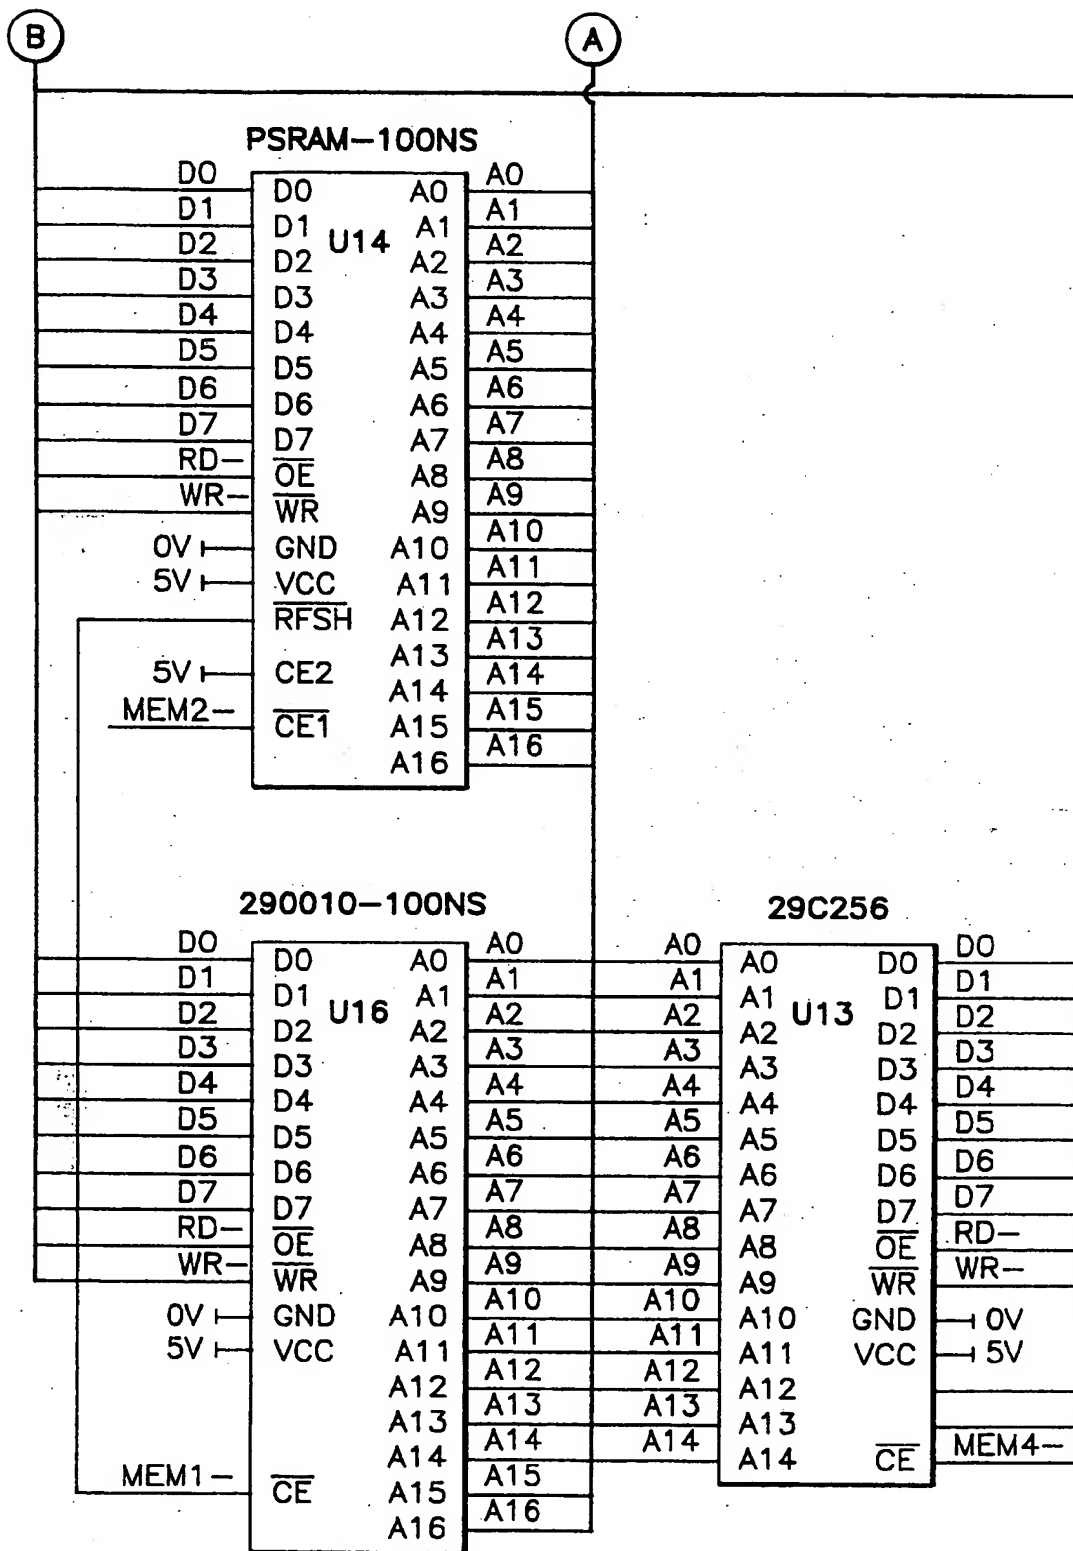 B
A
PSRAM-100NS
D0 D0 A0 A0
D1 D1 U14 A1 A1
D2 D2 A2 A2
D3 D3 A3 A3
D4 D4 A4 A4
D5 D5 A5 A5
D6 D6 A6 A6
D7 D7 A7 A7
RD- OE A8 A8
WR- WR A9 A9
0V GND A10 A10
5V VCC A11 A11
RFSH A12 A12
A13 A13
5V CE2 A14 A14
MEM2- CE1 A15 A15
A16 A16
290010-100NS
D0 D0 A0 A0
D1 D1 U16 A1 A1
D2 D2 A2 A2
D3 D3 A3 A3
D4 D4 A4 A4
D5 D5 A5 A5
D6 D6 A6 A6
D7 D7 A7 A7
RD- OE A8 A8
WR- WR A9 A9
0V GND A10 A10
5V VCC A11 A11
A12 A12
A13 A13
A14 A14
MEM1- CE A15 A15
A16 A16
29C256
A0 A0 D0 D0
A1 A1 U13 D1 D1
A2 A2 D2 D2
A3 A3 D3 D3
A4 A4 D4 D4
A5 A5 D5 D5
A6 A6 D6 D6
A7 A7 D7 D7
A8 A8 OE RD-
A9 A9 WR WR-
A10 A10 GND 0V
A11 A11 VCC 5V
A12 A12
A13 A13
A14 A14 CE MEM4-